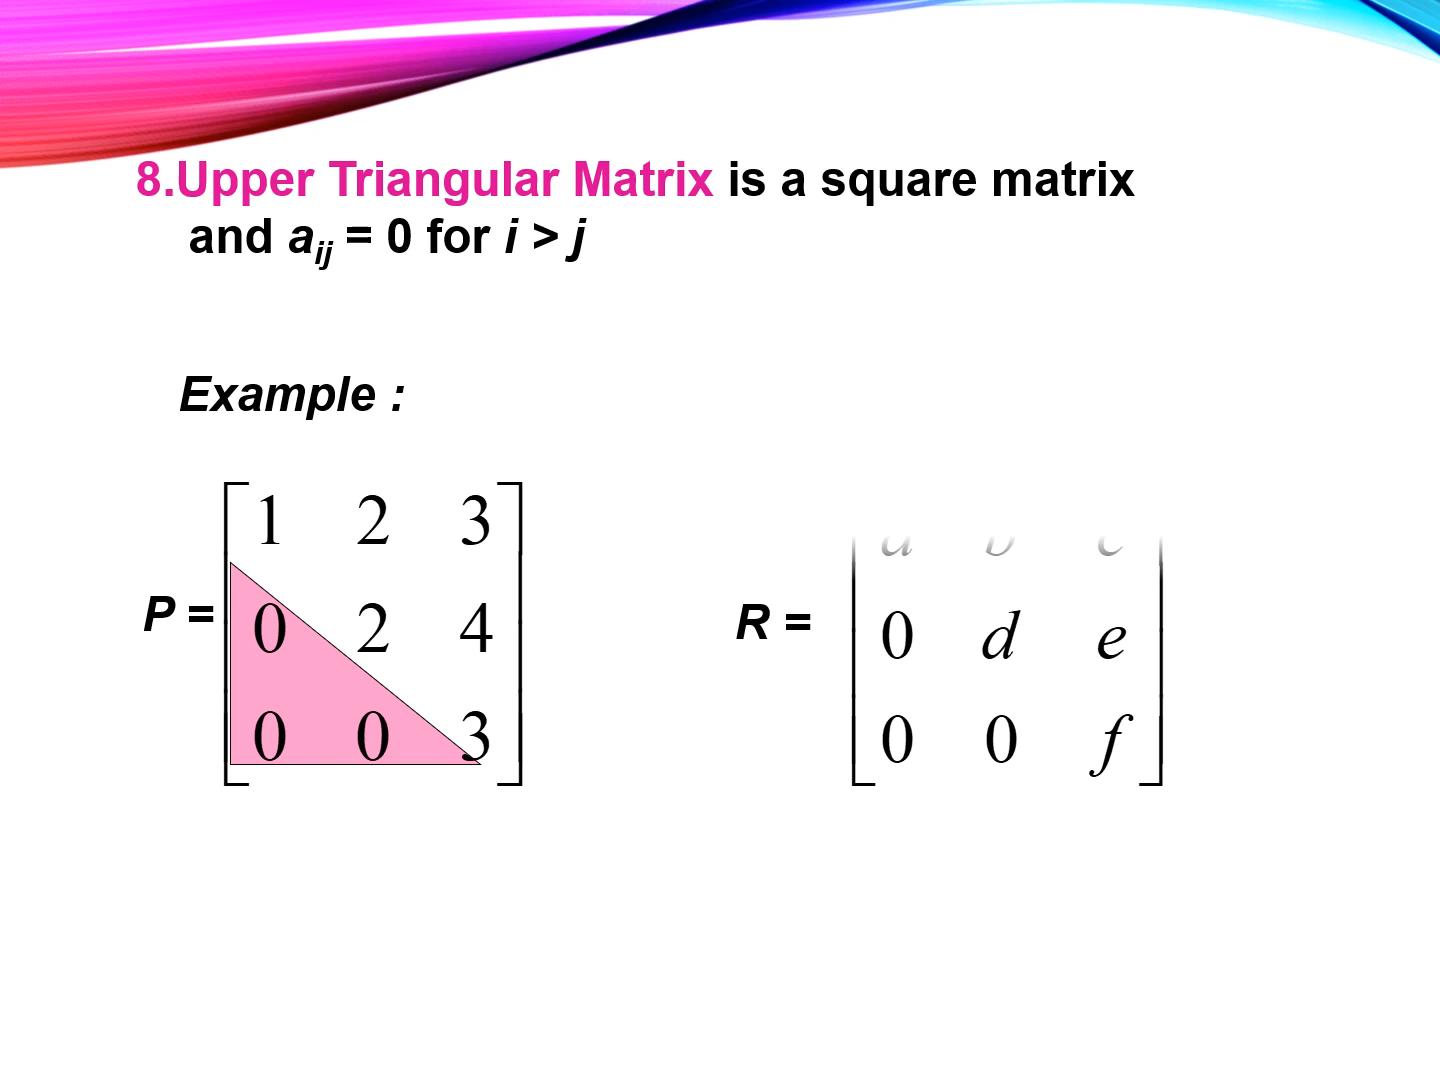 8.Upper Triangular Matrix is a square matrix
and aij = 0 for i > j
Example :
1 2 3
P = 0 2 4
0 0 3
a b c
R = 0 d e
0 0 f